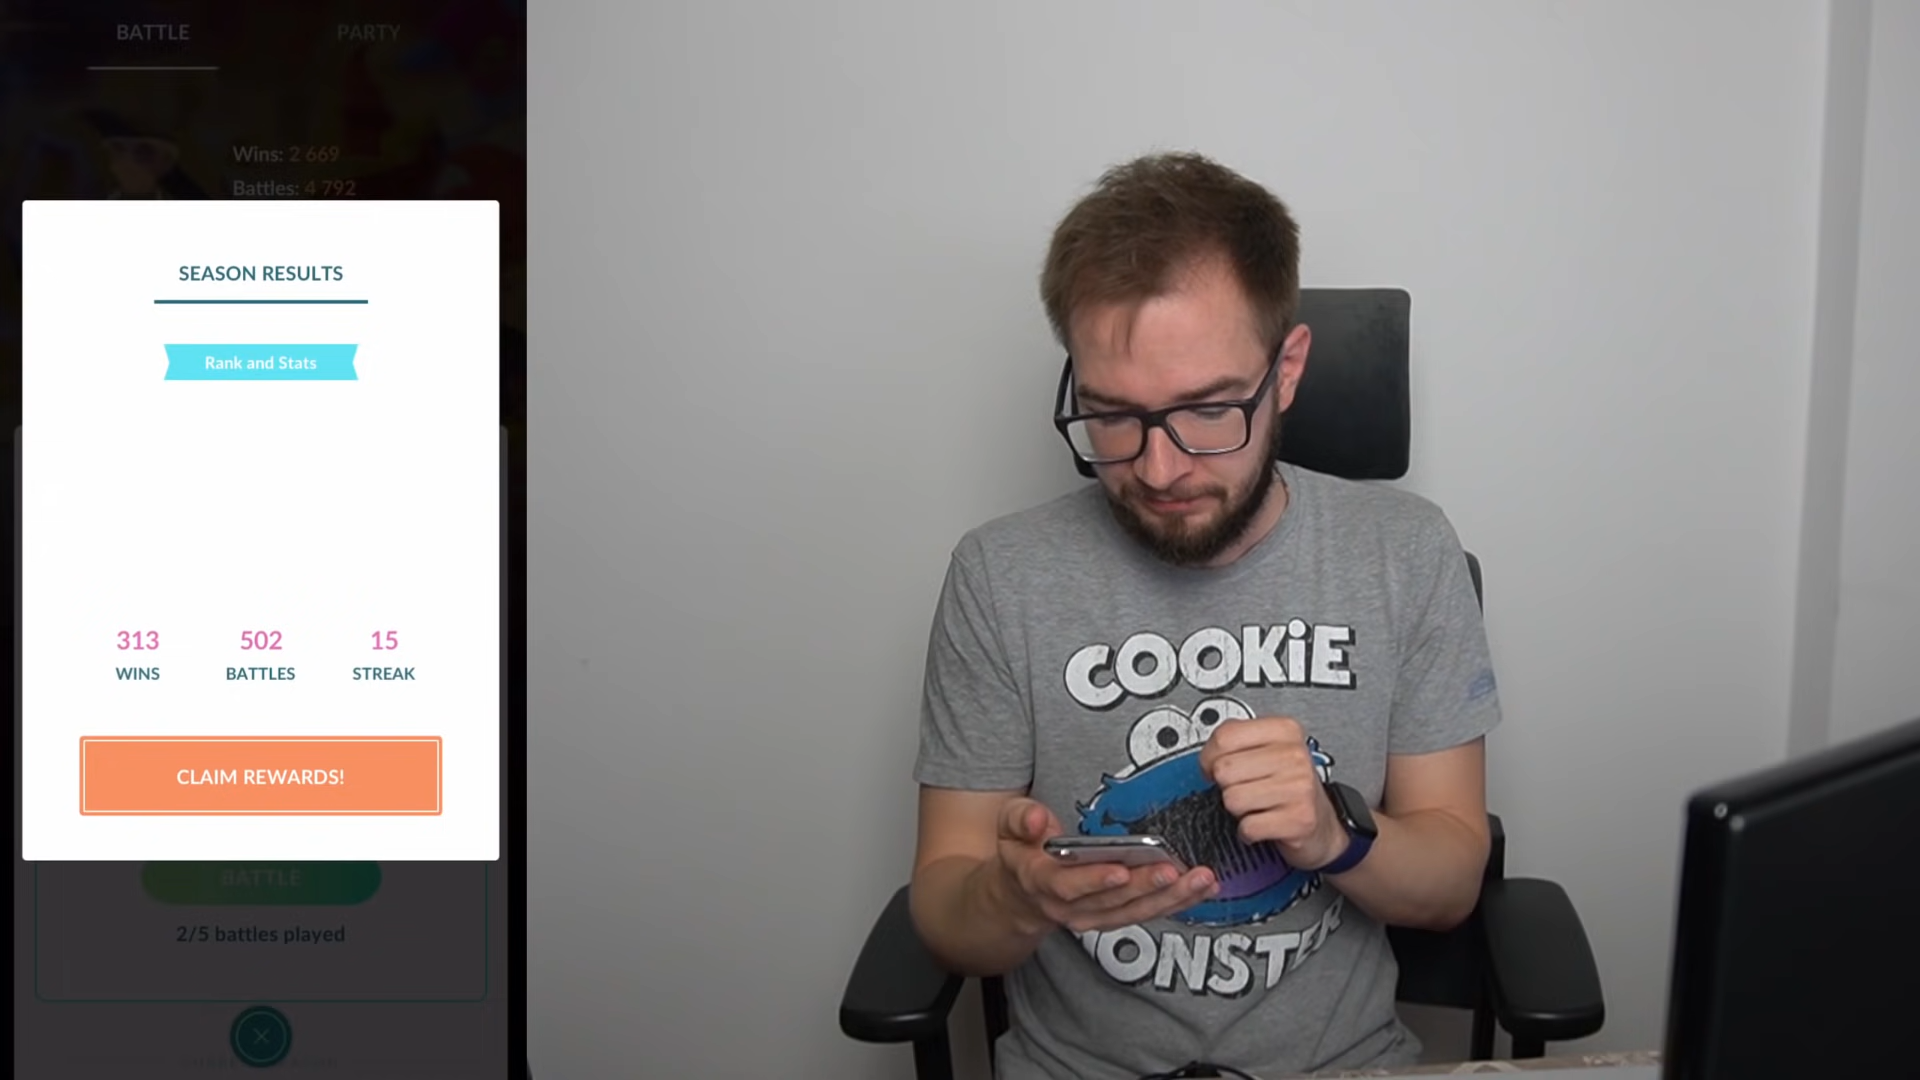 BATTLE
PARTY
Wins: 2 669
Battles: 4 792
SEASON RESULTS
Rank and Stats
313
502
15
WINS
BATTLES
STREAK
CLAIM REWARDS!
BATTLE
2/5 battles played
COOKiE
MONSTER